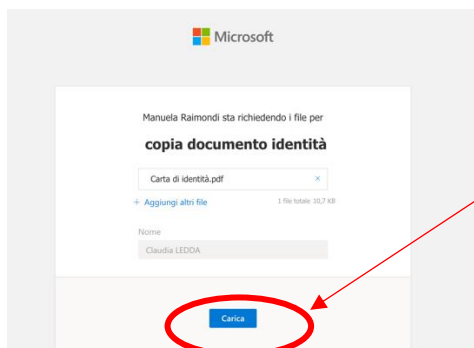 Microsoft
Manuela Raimondi sta richiedendo i file per
copia documento identità
Carta di identità.pdf ×
+ Aggiungi altri file 1 file totale 10,7 KB
Nome
Claudia LEDDA
Carica